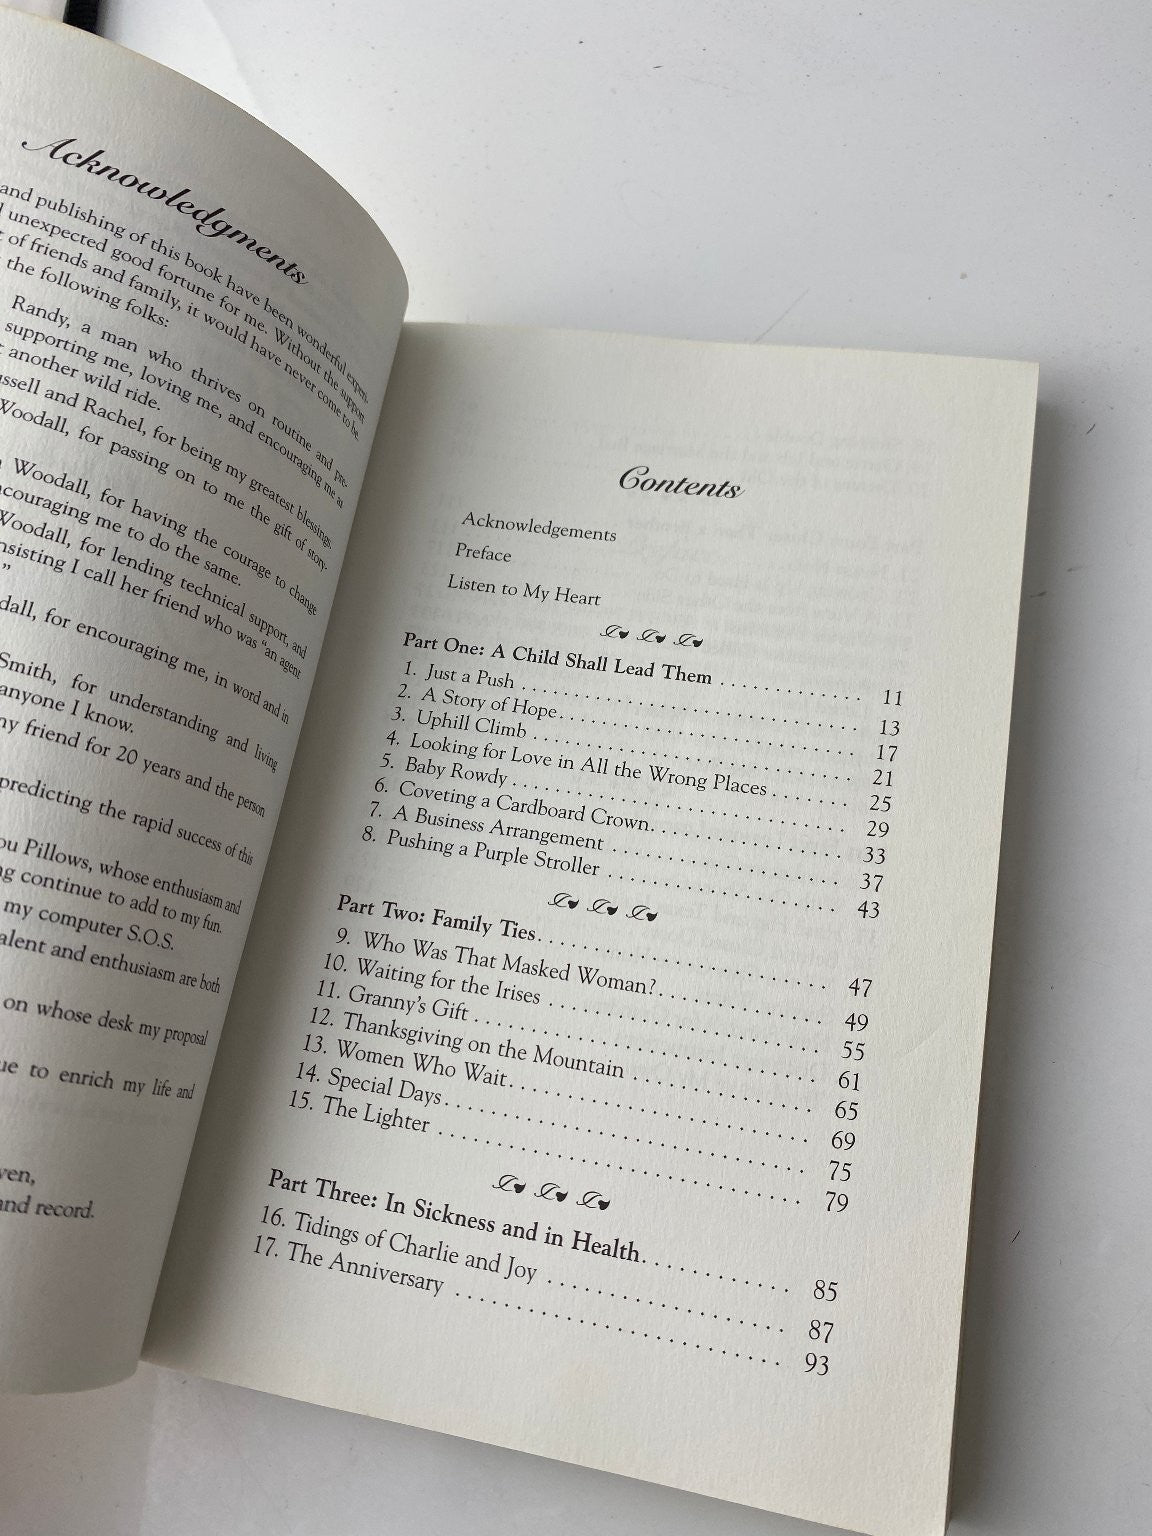 Acknowledgments
and publishing of this book have been wonderful experi-
unexpected good fortune for me. Without the support
of friends and family, it would have never come to be.
the following folks:
Randy, a man who thrives on routine and pre-
supporting me, loving me, and encouraging me as
another wild ride.
and Rachel, for being my greatest blessings.
Woodall, for passing on to me the gift of story-
Woodall, for having the courage to change
encouraging me to do the same.
Woodall, for lending technical support, and
insisting I call her friend who was "an agent
"
for encouraging me, in word and in
Smith, for understanding and living
anyone I know.
my friend for 20 years and the person
predicting the rapid success of this
Pillows, whose enthusiasm and
continue to add to my fun.
my computer S.O.S.
talent and enthusiasm are both
on whose desk my proposal
to enrich my life and
and record.
Contents
Acknowledgements
Preface
Listen to My Heart
Part One: A Child Shall Lead Them . . . . . . . . . . . . . 11
1. Just a Push . . . . . . . . . . . . . . . . . . . . . . . 13
2. A Story of Hope. . . . . . . . . . . . . . . . . . . . . 17
3. Uphill Climb . . . . . . . . . . . . . . . . . . . . . . 21
4. Looking for Love in All the Wrong Places . . . . . . . 25
5. Baby Rowdy . . . . . . . . . . . . . . . . . . . . . . . 29
6. Coveting a Cardboard Crown. . . . . . . . . . . . . . 33
7. A Business Arrangement . . . . . . . . . . . . . . . . 37
8. Pushing a Purple Stroller . . . . . . . . . . . . . . . 43
Part Two: Family Ties. . . . . . . . . . . . . . . . . . . . 47
9. Who Was That Masked Woman?. . . . . . . . . . . . 49
10. Waiting for the Irises . . . . . . . . . . . . . . . . . 55
11. Granny's Gift . . . . . . . . . . . . . . . . . . . . . 61
12. Thanksgiving on the Mountain . . . . . . . . . . . . 65
13. Women Who Wait. . . . . . . . . . . . . . . . . . . 69
14. Special Days. . . . . . . . . . . . . . . . . . . . . . 75
15. The Lighter . . . . . . . . . . . . . . . . . . . . . . 79
Part Three: In Sickness and in Health. . . . . . . . . . . 85
16. Tidings of Charlie and Joy . . . . . . . . . . . . . . 87
17. The Anniversary . . . . . . . . . . . . . . . . . . . 93